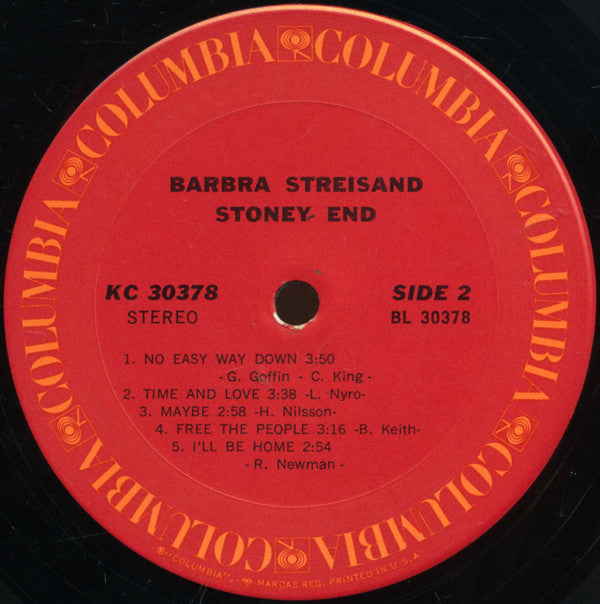 COLUMBIA COLUMBIA COLUMBIA COLUMBIA COLUMBIA COLUMBIA
BARBRA STREISAND
STONEY END
KC 30378 SIDE 2
STEREO BL 30378
1. NO EASY WAY DOWN 3:50
-G. Goffin - C. King-
2. TIME AND LOVE 3:38 -L. Nyro-
3. MAYBE 2:58 -H. Nilsson-
4. FREE THE PEOPLE 3:16 -B. Keith-
5. I'LL BE HOME 2:54
-R. Newman-
®"COLUMBIA", MARCAS REG. PRINTED IN U.S.A